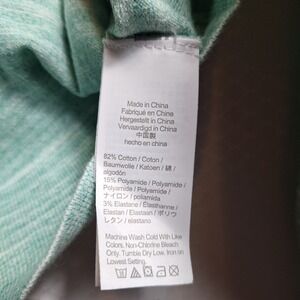 Made in China
Fabriqué en China
Hergestellt in China
Vervaardigd in China
中国製
hecho en china
82% Cotton / Coton /
Baumwolle / Katoen / 綿 /
algodón
15% Polyamide / Polyamide /
Polyamide / Polyamide /
ナイロン / poliamida
3% Elastane / Élasthanne /
Elastan / Elastaan / ポリウ
レタン / elastano
Machine Wash Cold With Like
Colors. Non-Chlorine Bleach
Only. Tumble Dry Low. Iron on
Lowest Setting.